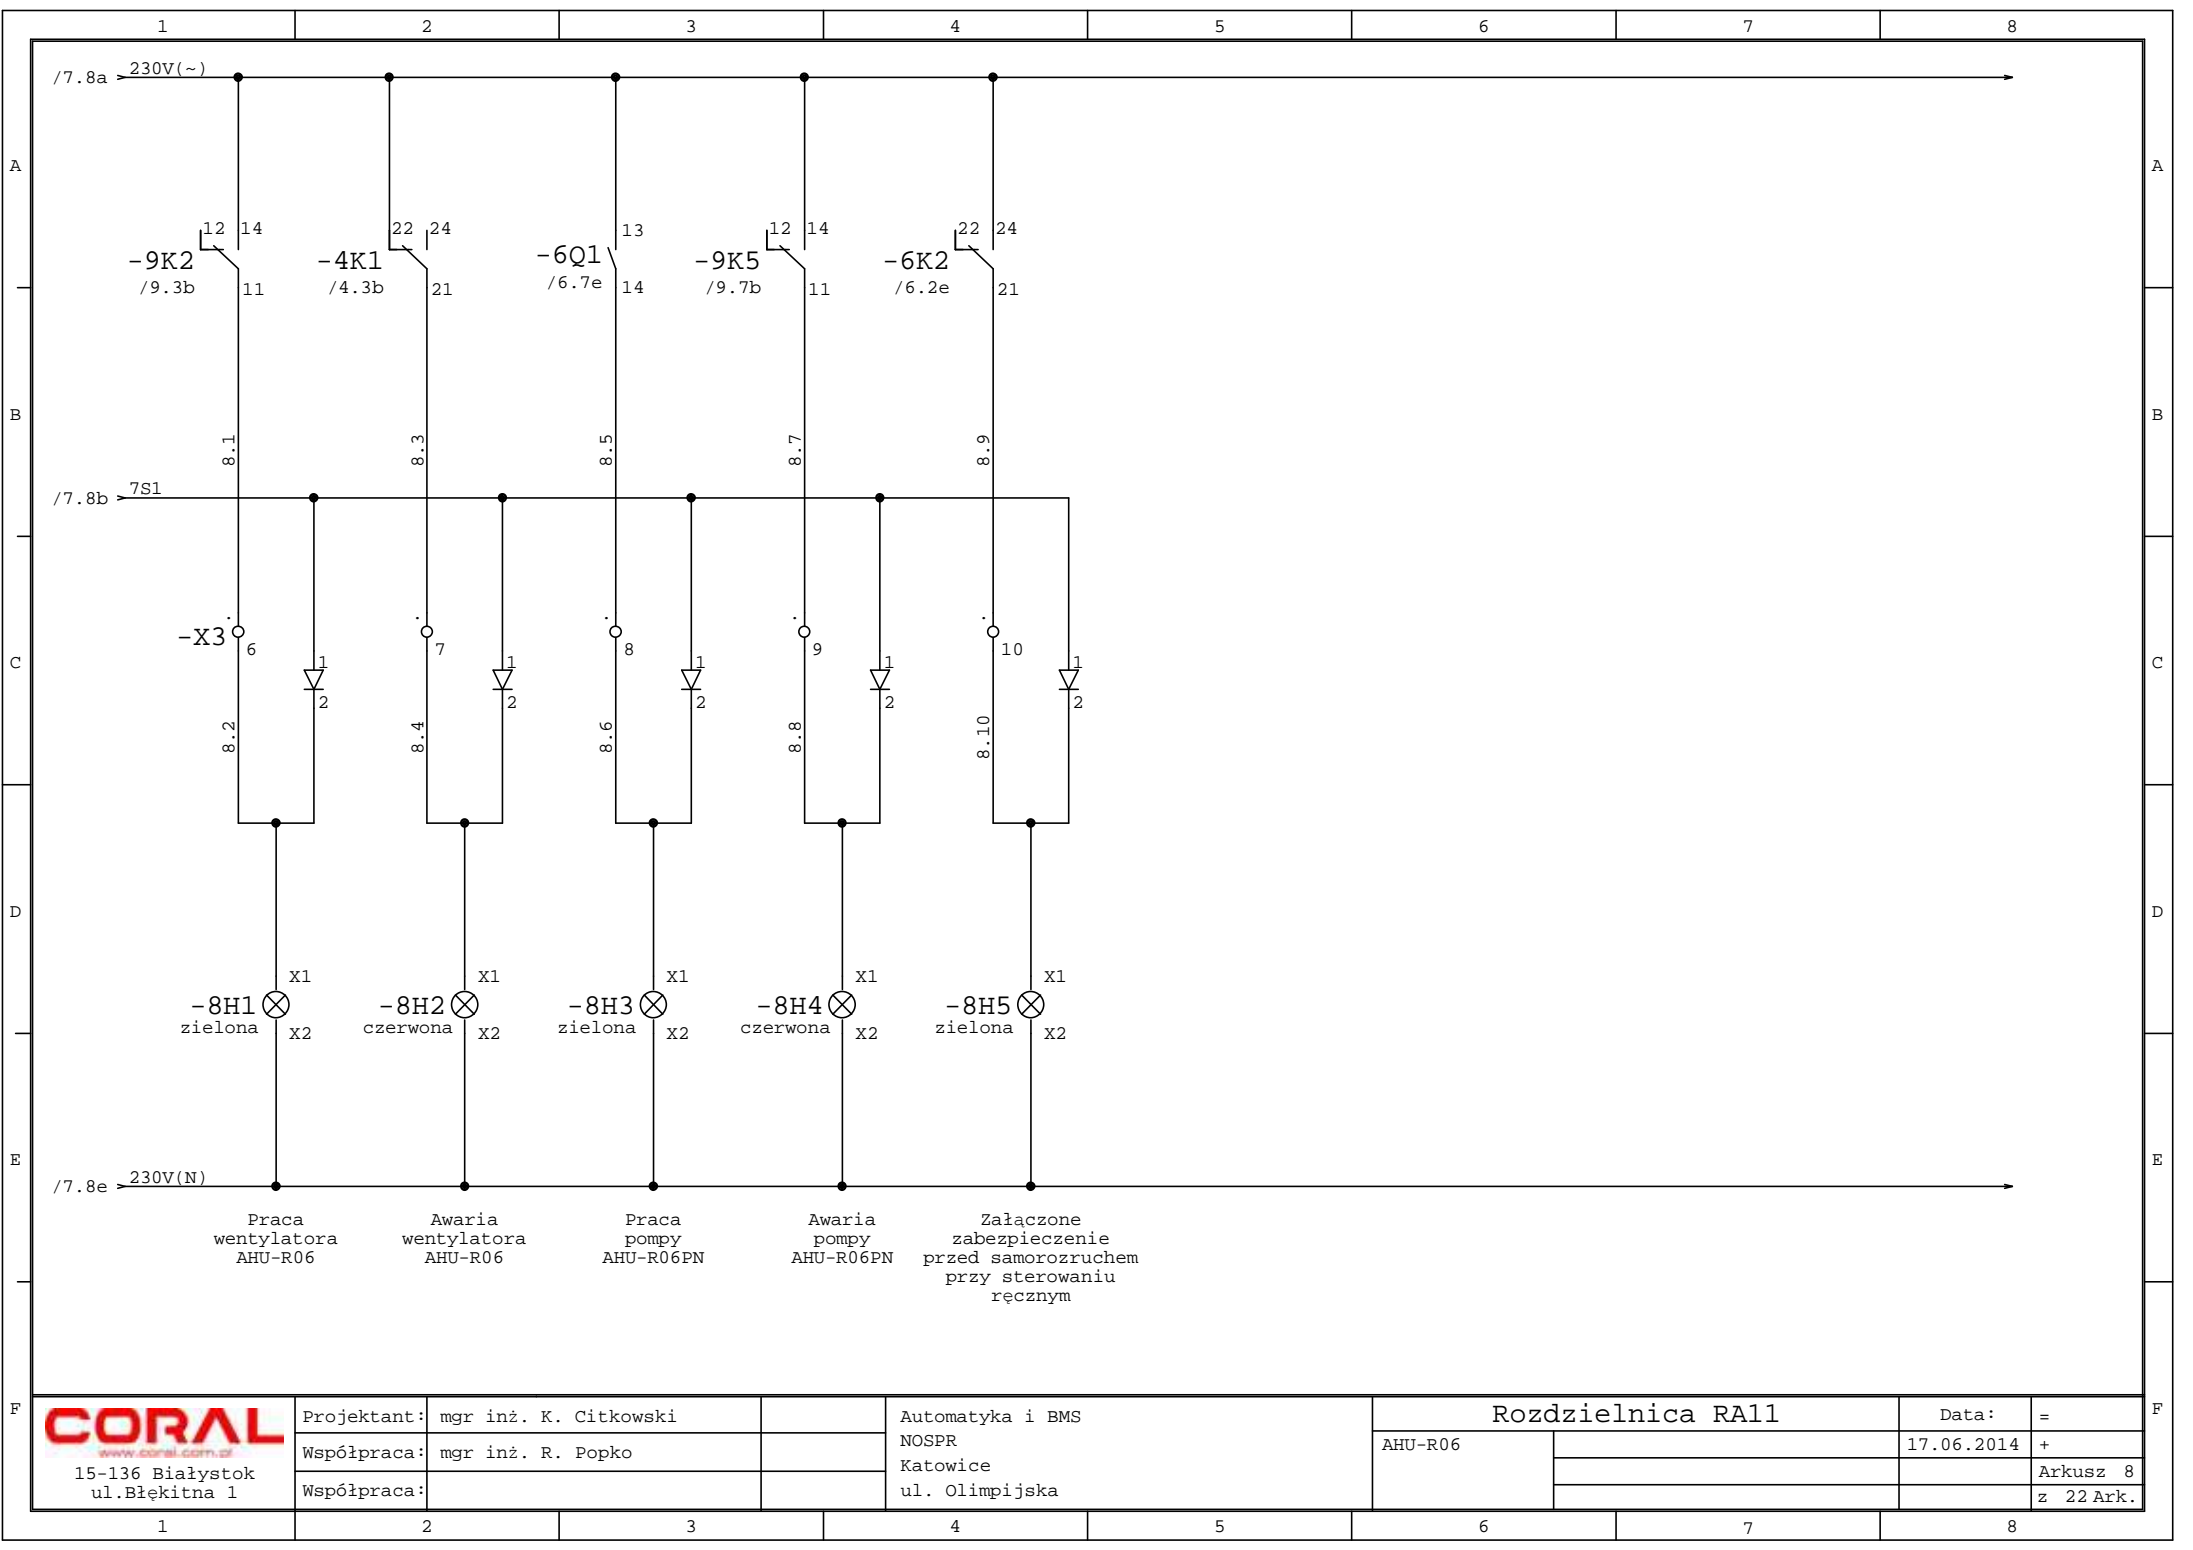 1 2 3 4 5 6 7 8
/7.8a 230V(~)
A A
12 14 22 24 13 12 14 22 24
-9K2 -4K1 -6Q1 -9K5 -6K2
/9.3b 11 /4.3b 21 /6.7e 14 /9.7b 11 /6.2e 21
B B
8.1 8.3 8.5 8.7 8.9
/7.8b 7S1
-X3 6 7 8 9 10
C C
1 1 1 1 1
2 2 2 2 2
8.2 8.4 8.6 8.8 8.10
D D
X1 X1 X1 X1 X1
-8H1 -8H2 -8H3 -8H4 -8H5
zielona czerwona zielona czerwona zielona
X2 X2 X2 X2 X2
E E
/7.8e 230V(N)
Praca
wentylatora
AHU-R06
Awaria
wentylatora
AHU-R06
Praca
pompy
AHU-R06PN
Awaria
pompy
AHU-R06PN
Załączone
zabezpieczenie
przed samorozruchem
przy sterowaniu
ręcznym
F F
CORAL
www.coral.com.pl
15-136 Białystok
ul.Błękitna 1
Projektant: mgr inż. K. Citkowski
Współpraca: mgr inż. R. Popko
Współpraca:
Automatyka i BMS
NOSPR
Katowice
ul. Olimpijska
Rozdzielnica RA11
AHU-R06
Data: =
17.06.2014 +
Arkusz 8
z 22 Ark.
1 2 3 4 5 6 7 8